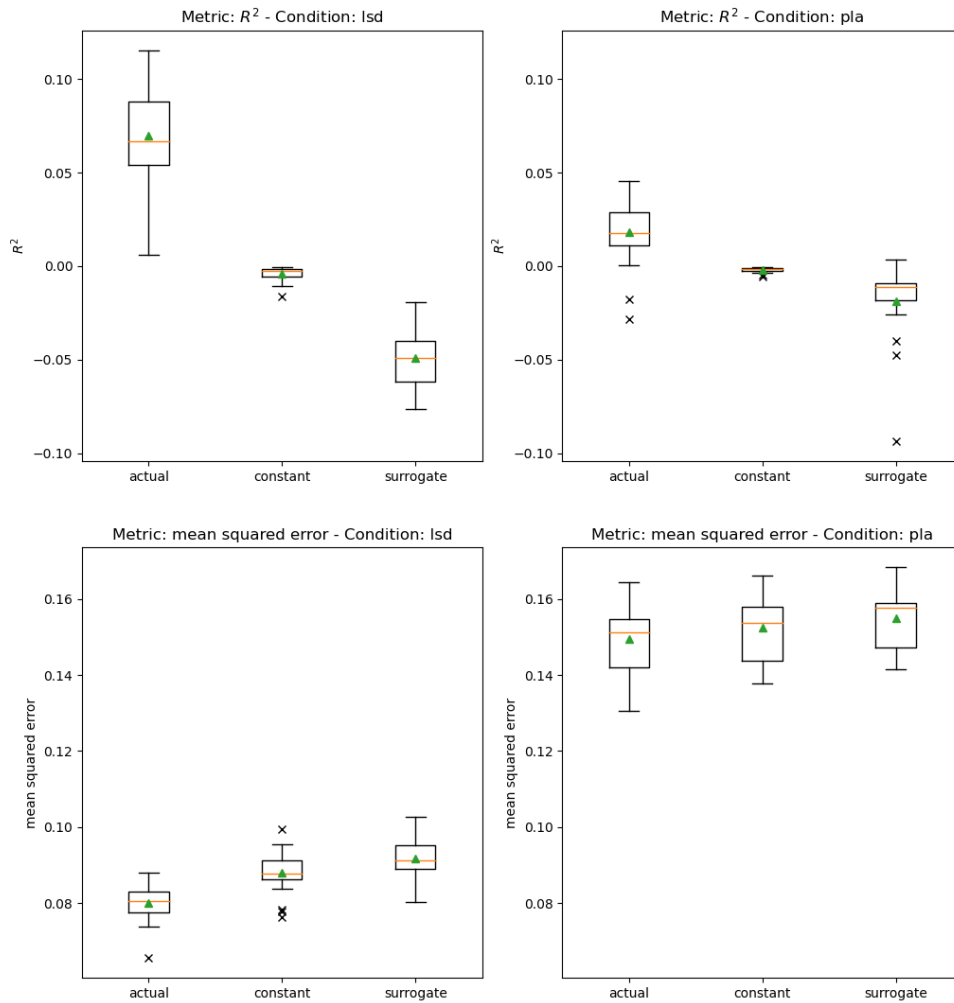 Metric: R² - Condition: lsd
R²
0.10
0.05
0.00
−0.05
−0.10
actual constant surrogate
Metric: R² - Condition: pla
R²
0.10
0.05
0.00
−0.05
−0.10
actual constant surrogate
Metric: mean squared error - Condition: lsd
mean squared error
0.16
0.14
0.12
0.10
0.08
actual constant surrogate
Metric: mean squared error - Condition: pla
mean squared error
0.16
0.14
0.12
0.10
0.08
actual constant surrogate